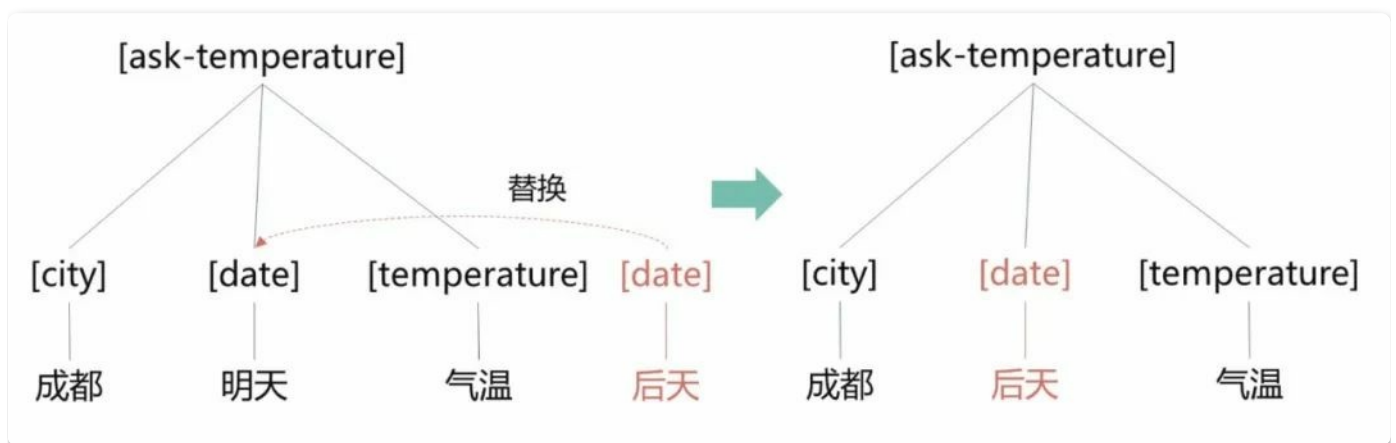 [ask-temperature] [ask-temperature]
替换
[city] [date] [temperature] [date] [city] [date] [temperature]
成都 明天 气温 后天 成都 后天 气温